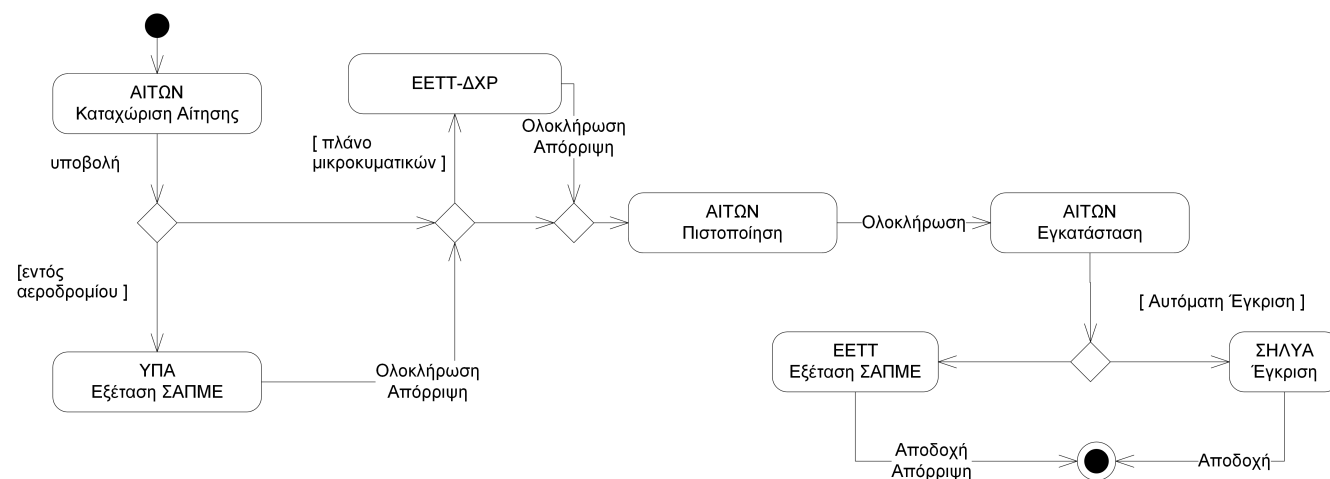 ΑΙΤΩΝ
Καταχώριση Αίτησης
υποβολή
[εντός
αεροδρομίου ]
ΥΠΑ
Εξέταση ΣΑΠΜΕ
Ολοκλήρωση
Απόρριψη
[ πλάνο
μικροκυματικών ]
ΕΕΤΤ-ΔΧΡ
Ολοκλήρωση
Απόρριψη
ΑΙΤΩΝ
Πιστοποίηση
Ολοκλήρωση
ΑΙΤΩΝ
Εγκατάσταση
[ Αυτόματη Έγκριση ]
ΕΕΤΤ
Εξέταση ΣΑΠΜΕ
ΣΗΛΥΑ
Έγκριση
Αποδοχή
Απόρριψη
Αποδοχή